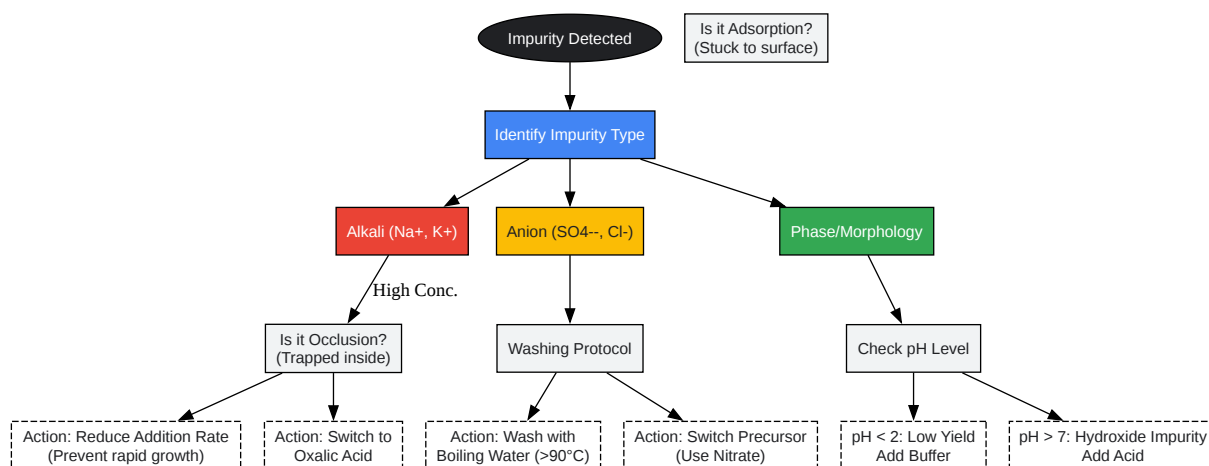 Impurity Detected
Is it Adsorption?
(Stuck to surface)
Identify Impurity Type
Alkali (Na+, K+)
Anion (SO4--, Cl-)
Phase/Morphology
High Conc.
Is it Occlusion?
(Trapped inside)
Washing Protocol
Check pH Level
Action: Reduce Addition Rate
(Prevent rapid growth)
Action: Switch to
Oxalic Acid
Action: Wash with
Boiling Water (>90°C)
Action: Switch Precursor
(Use Nitrate)
pH < 2: Low Yield
Add Buffer
pH > 7: Hydroxide Impurity
Add Acid